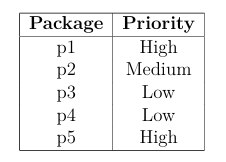 Package Priority
p1 High
p2 Medium
p3 Low
p4 Low
p5 High